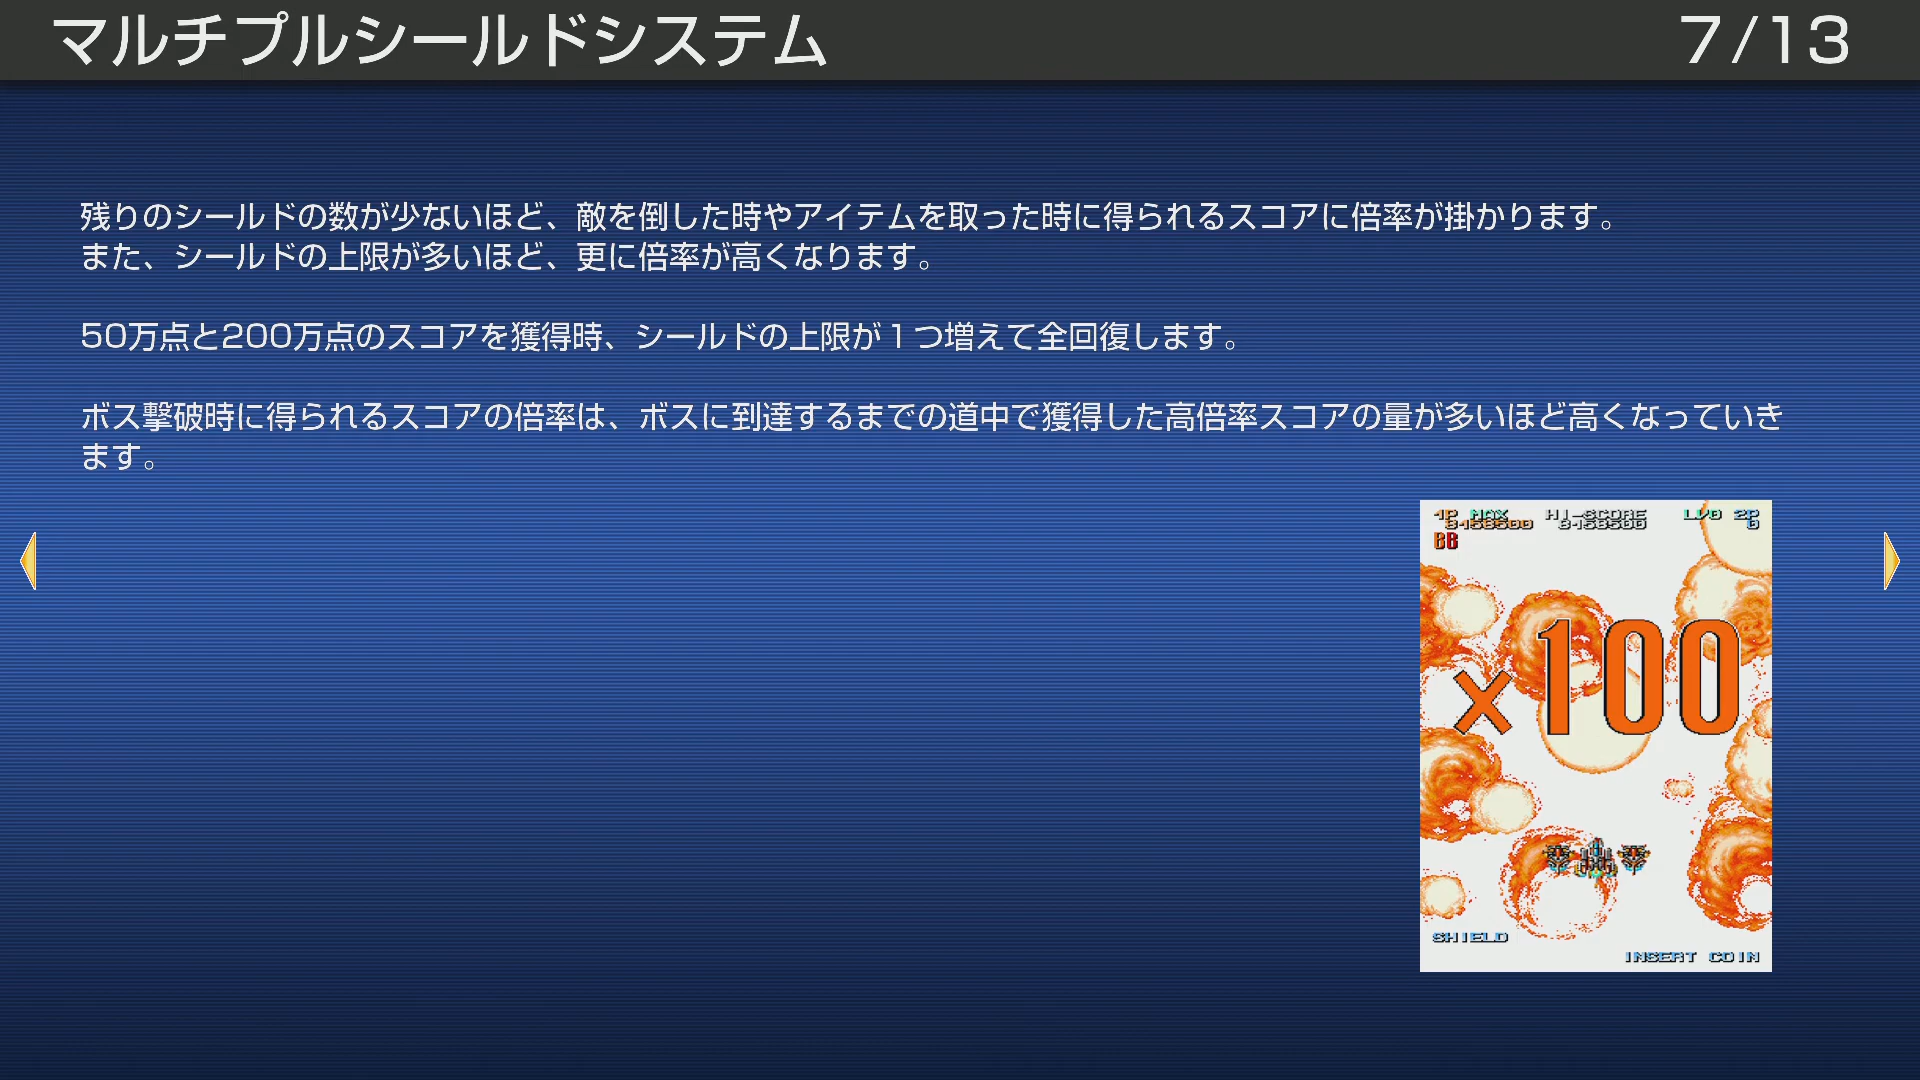 マルチプルシールドシステム
7/13
残りのシールドの数が少ないほど、敵を倒した時やアイテムを取った時に得られるスコアに倍率が掛かります。
また、シールドの上限が多いほど、更に倍率が高くなります。
50万点と200万点のスコアを獲得時、シールドの上限が1つ増えて全回復します。
ボス撃破時に得られるスコアの倍率は、ボスに到達するまでの道中で獲得した高倍率スコアの量が多いほど高くなっていき
ます。
1P MAX HI-SCORE LV0 2P
8158500 8158500 0
BB
×100
SHIELD
INSERT COIN